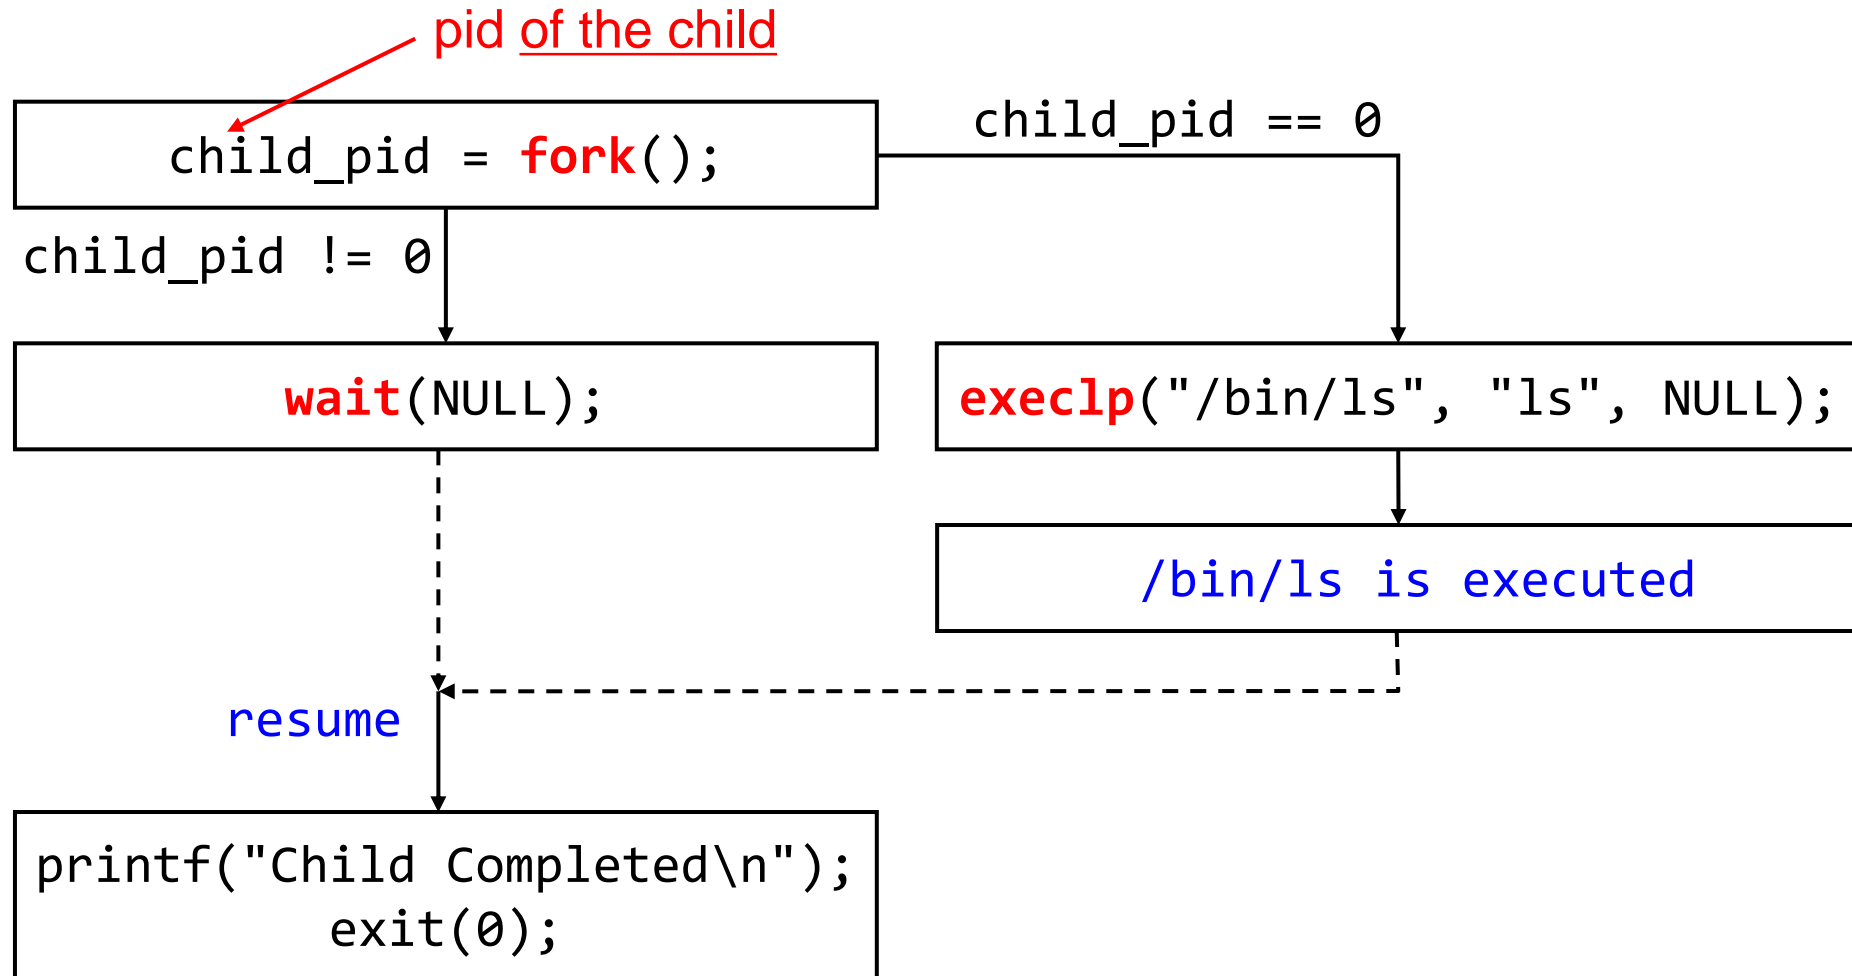 pid of the child
child_pid = fork();
child_pid == 0
child_pid != 0
wait(NULL);
execlp("/bin/ls", "ls", NULL);
/bin/ls is executed
resume
printf("Child Completed\n");
exit(0);